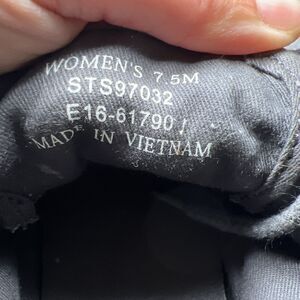 WOMEN'S 7.5M
STS97032
E16-61790 J
MADE IN VIETNAM